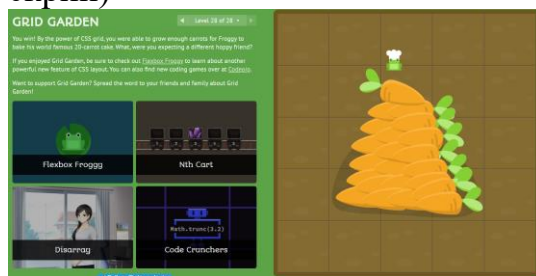 скрин)
GRID GARDEN
Level 28 of 28
You win! By the power of CSS grid, you were able to grow enough carrots for Froggy to
bake his world famous 20-carrot cake. What, were you expecting a different hoppy friend?
If you enjoyed Grid Garden, be sure to check out Flexbox Froggy to learn about another
powerful new feature of CSS layout. You can also find new coding games over at Codepip.
Want to support Grid Garden? Spread the word to your friends and family about Grid
Garden!
Flexbox Froggy
Nth Cart
Disarray
Math.trunc(3.2)
Code Crunchers